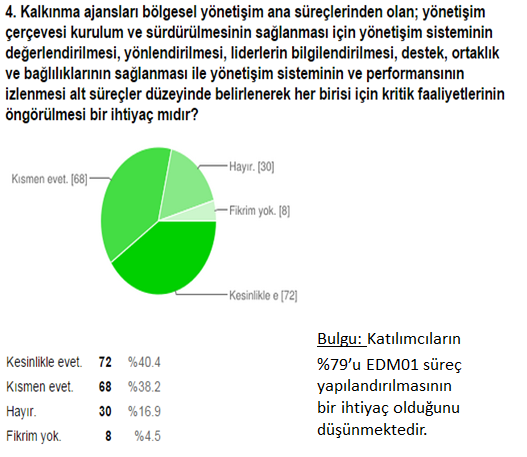 4. Kalkınma ajansları bölgesel yönetişim ana süreçlerinden olan; yönetişim
çerçevesi kurulum ve sürdürülmesinin sağlanması için yönetişim sisteminin
değerlendirilmesi, yönlendirilmesi, liderlerin bilgilendirilmesi, destek, ortaklık
ve bağlılıklarının sağlanması ile yönetişim sisteminin ve performansının
izlenmesi alt süreçler düzeyinde belirlenerek her birisi için kritik faaliyetlerinin
öngörülmesi bir ihtiyaç mıdır?
Kısmen evet. [68]
Hayır. [30]
Fikrim yok. [8]
Kesinlikle e [72]
Kesinlikle evet. 72 %40.4
Kısmen evet. 68 %38.2
Hayır. 30 %16.9
Fikrim yok. 8 %4.5
Bulgu: Katılımcıların
%79’u EDM01 süreç
yapılandırılmasının
bir ihtiyaç olduğunu
düşünmektedir.